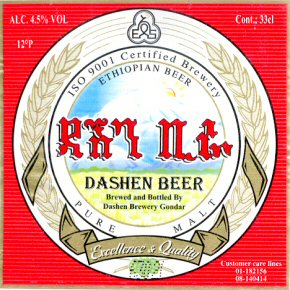 ALC. 4.5% VOL
Cont.: 33cl
12°P
ISO 9001 Certified Brewery
ETHIOPIAN BEER
ዳሽን ቢራ
DASHEN BEER
Brewed and Bottled By
Dashen Brewery Gondar
PURE MALT
Excellence & Quality
Customer care lines
01-182156
08-140414